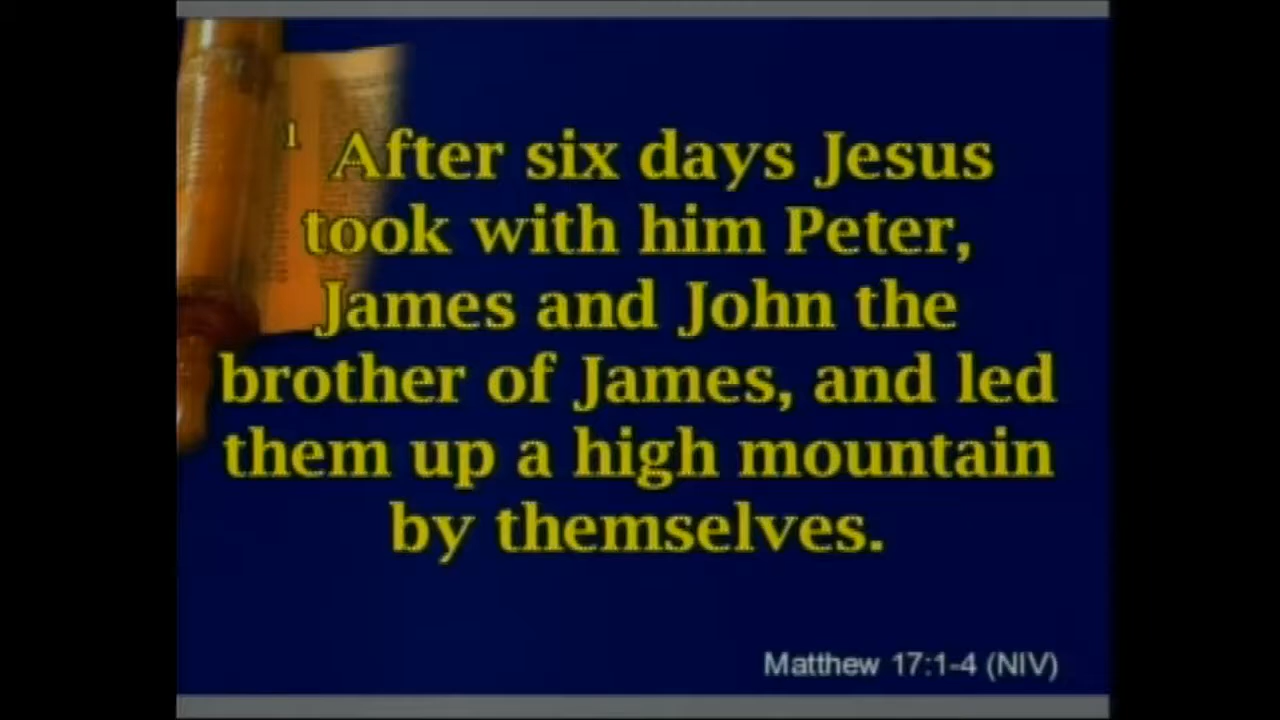 1 After six days Jesus
took with him Peter,
James and John the
brother of James, and led
them up a high mountain
by themselves.
Matthew 17:1-4 (NIV)